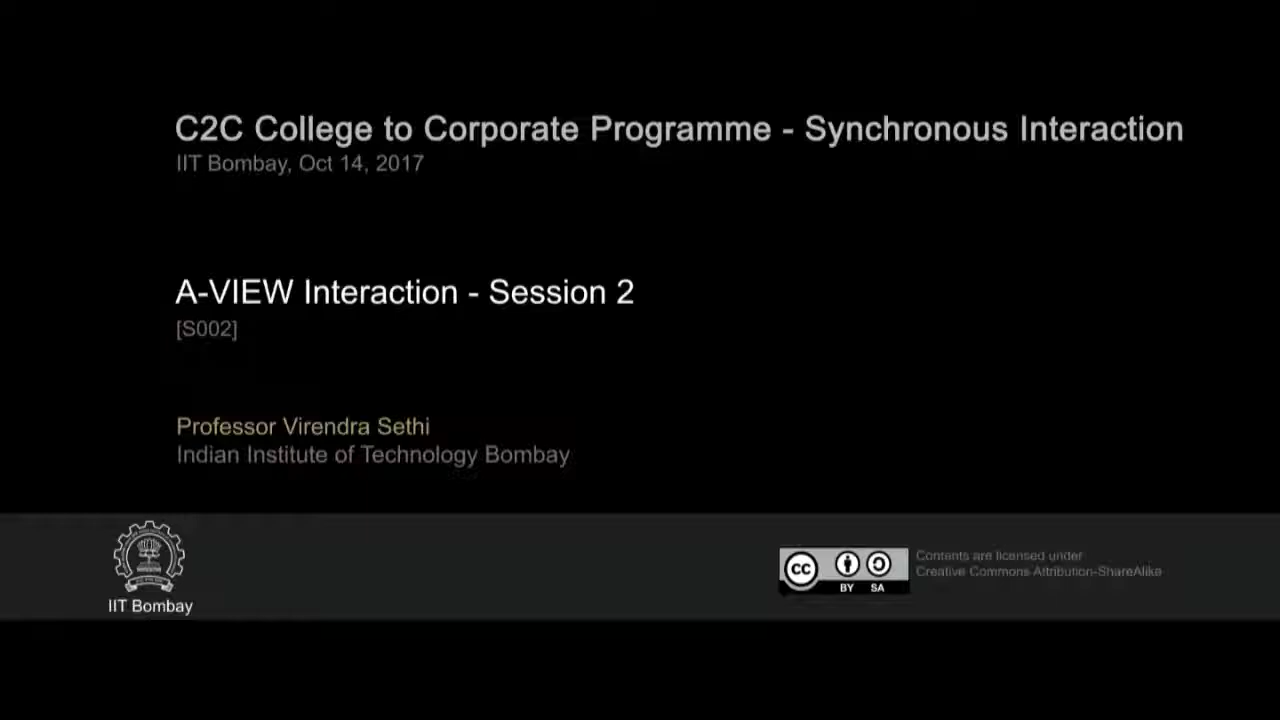 C2C College to Corporate Programme - Synchronous Interaction
IIT Bombay, Oct 14, 2017
A-VIEW Interaction - Session 2
[S002]
Professor Virendra Sethi
Indian Institute of Technology Bombay
IIT Bombay
cc
BY SA
Contents are licensed under
Creative Commons Attribution-ShareAlike